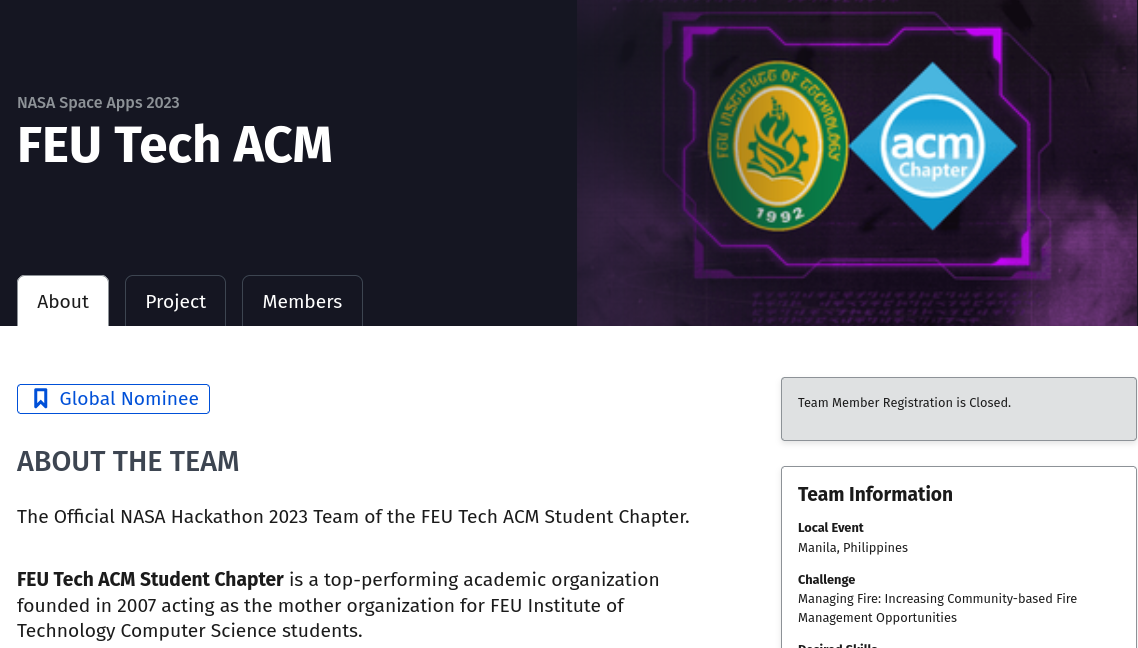 NASA Space Apps 2023
FEU Tech ACM
FEU INSTITUTE OF TECHNOLOGY
1992
acm
Chapter
About
Project
Members
Global Nominee
ABOUT THE TEAM
The Official NASA Hackathon 2023 Team of the FEU Tech ACM Student Chapter.
FEU Tech ACM Student Chapter is a top-performing academic organization
founded in 2007 acting as the mother organization for FEU Institute of
Technology Computer Science students.
Team Member Registration is Closed.
Team Information
Local Event
Manila, Philippines
Challenge
Managing Fire: Increasing Community-based Fire
Management Opportunities
Desired Skills